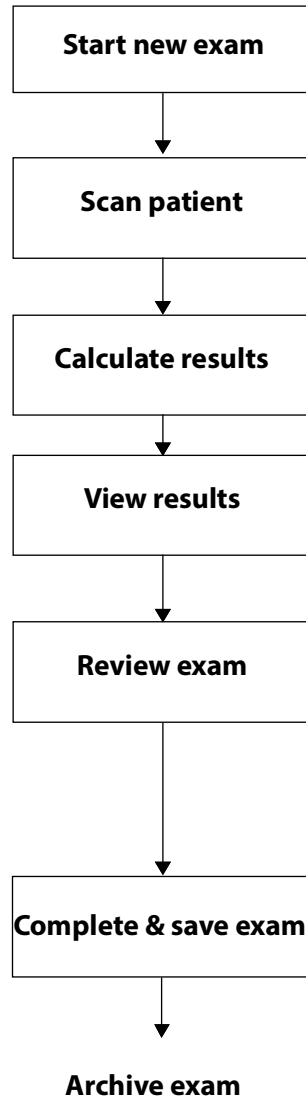 Start new exam
Scan patient
Calculate results
View results
Review exam
Complete & save exam
Archive exam